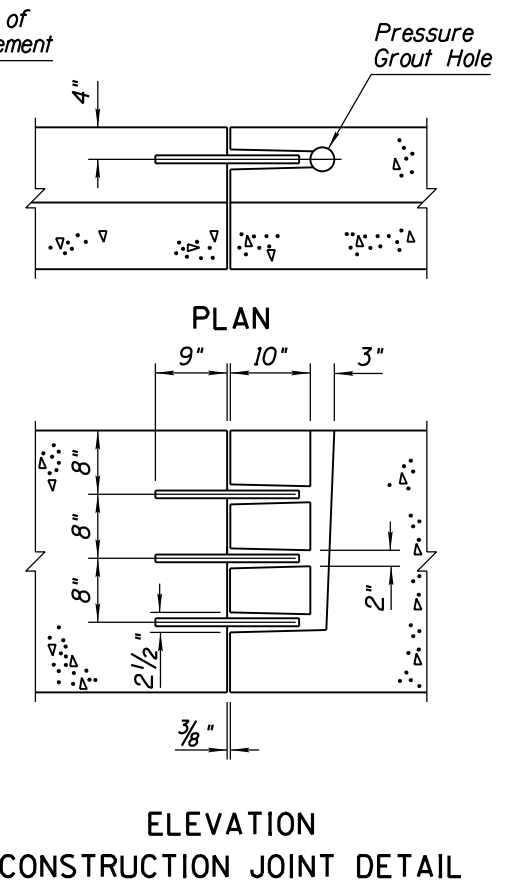 of
ement
Pressure
Grout Hole
4"
PLAN
9" 10" 3"
8"
8"
8"
2"
2½"
⅜"
ELEVATION
CONSTRUCTION JOINT DETAIL